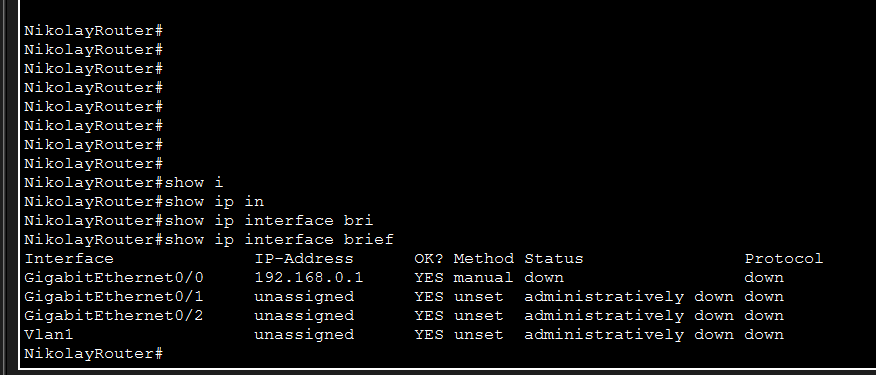 NikolayRouter#
NikolayRouter#
NikolayRouter#
NikolayRouter#
NikolayRouter#
NikolayRouter#
NikolayRouter#
NikolayRouter#
NikolayRouter#show i
NikolayRouter#show ip in
NikolayRouter#show ip interface bri
NikolayRouter#show ip interface brief
Interface              IP-Address      OK? Method Status                Protocol
GigabitEthernet0/0     192.168.0.1     YES manual down                  down
GigabitEthernet0/1     unassigned      YES unset  administratively down down
GigabitEthernet0/2     unassigned      YES unset  administratively down down
Vlan1                  unassigned      YES unset  administratively down down
NikolayRouter#